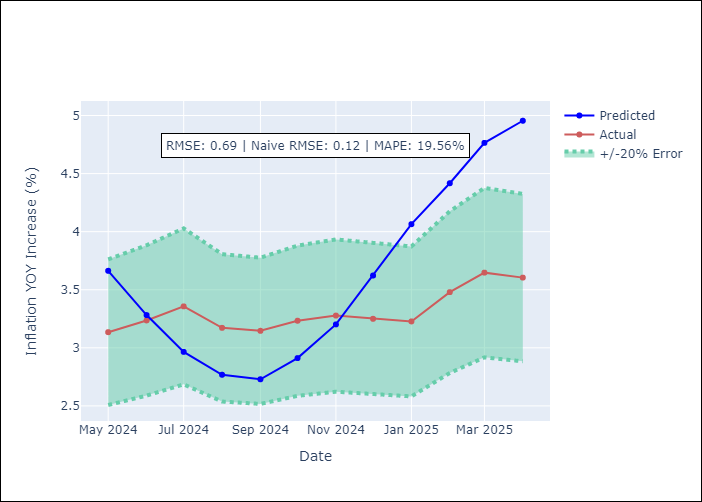 RMSE: 0.69 | Naive RMSE: 0.12 | MAPE: 19.56%
Predicted
Actual
+/-20% Error
Inflation YOY Increase (%)
5
4.5
4
3.5
3
2.5
May 2024 Jul 2024 Sep 2024 Nov 2024 Jan 2025 Mar 2025
Date